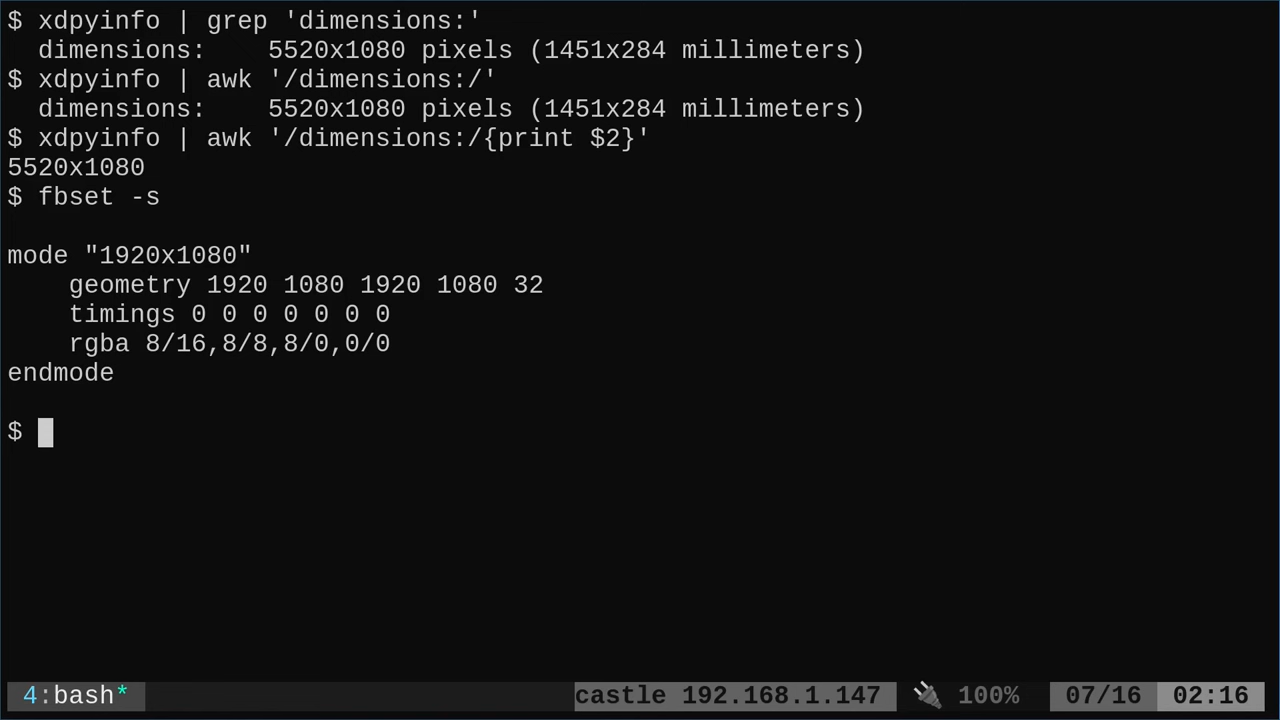 $ xdpyinfo | grep 'dimensions:'
  dimensions:    5520x1080 pixels (1451x284 millimeters)
$ xdpyinfo | awk '/dimensions:/'
  dimensions:    5520x1080 pixels (1451x284 millimeters)
$ xdpyinfo | awk '/dimensions:/{print $2}'
5520x1080
$ fbset -s

mode "1920x1080"
    geometry 1920 1080 1920 1080 32
    timings 0 0 0 0 0 0 0
    rgba 8/16,8/8,8/0,0/0
endmode

$
4:bash* castle 192.168.1.147 🔌 100% 07/16 02:16